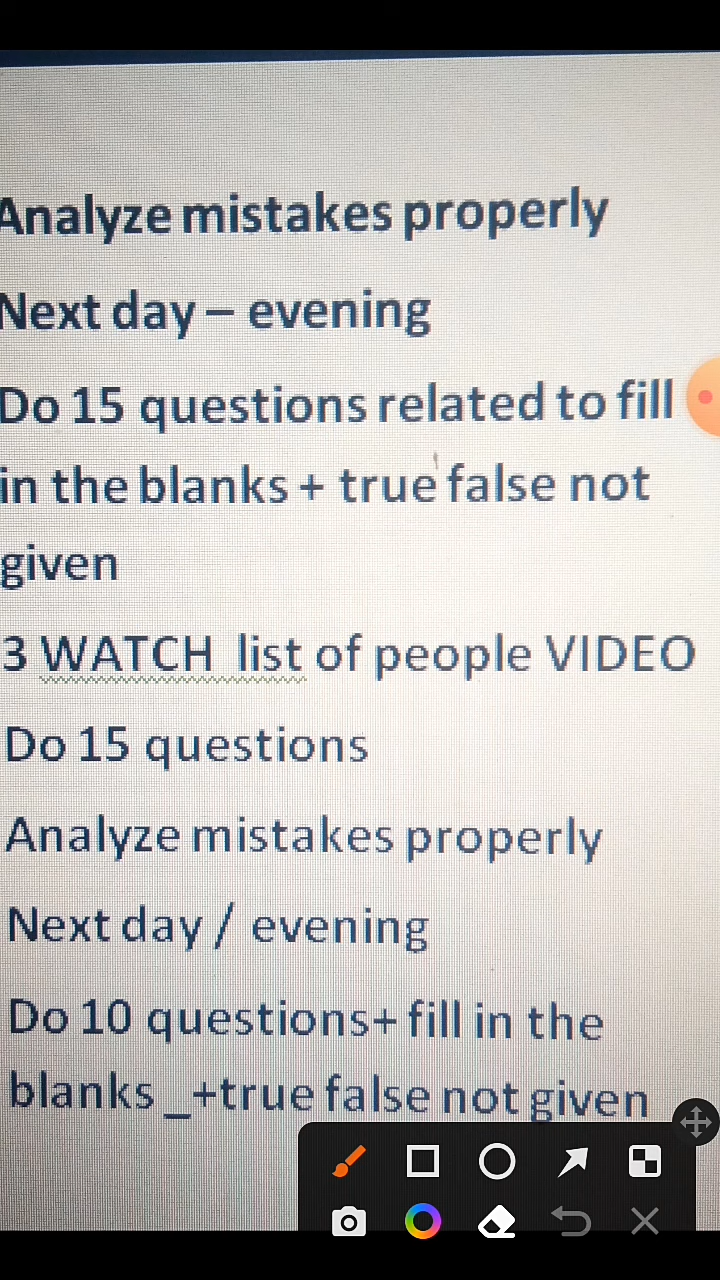 Analyze mistakes properly
Next day – evening
Do 15 questions related to fill
in the blanks + true false not
given
3 WATCH list of people VIDEO
Do 15 questions
Analyze mistakes properly
Next day / evening
Do 10 questions+ fill in the
blanks _+true false not given